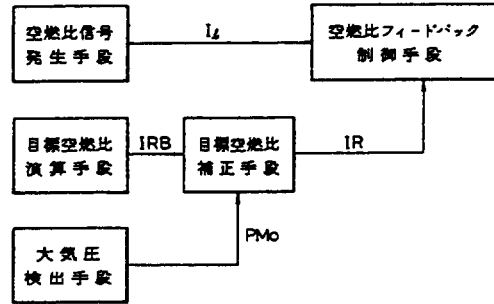 空燃比信号
発生手段
Iℓ
空燃比フィードバック
制御手段
目標空燃比
演算手段
IRB
目標空燃比
補正手段
IR
大気圧
検出手段
PMo